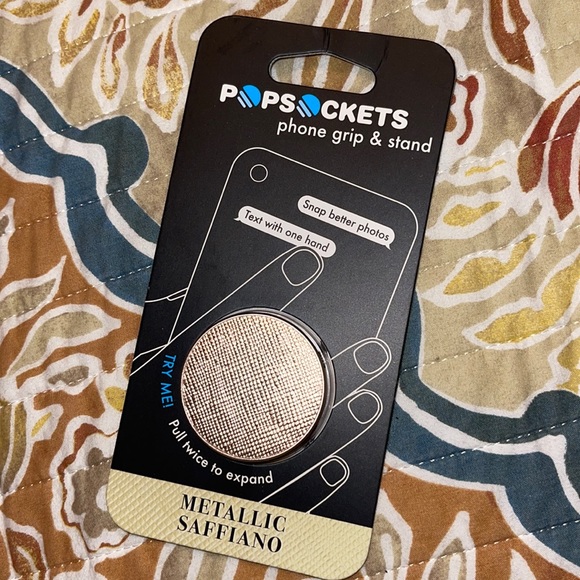 POPSOCKETS
phone grip & stand
Snap better photos
Text with one hand
TRY ME!
Pull twice to expand
METALLIC
SAFFIANO